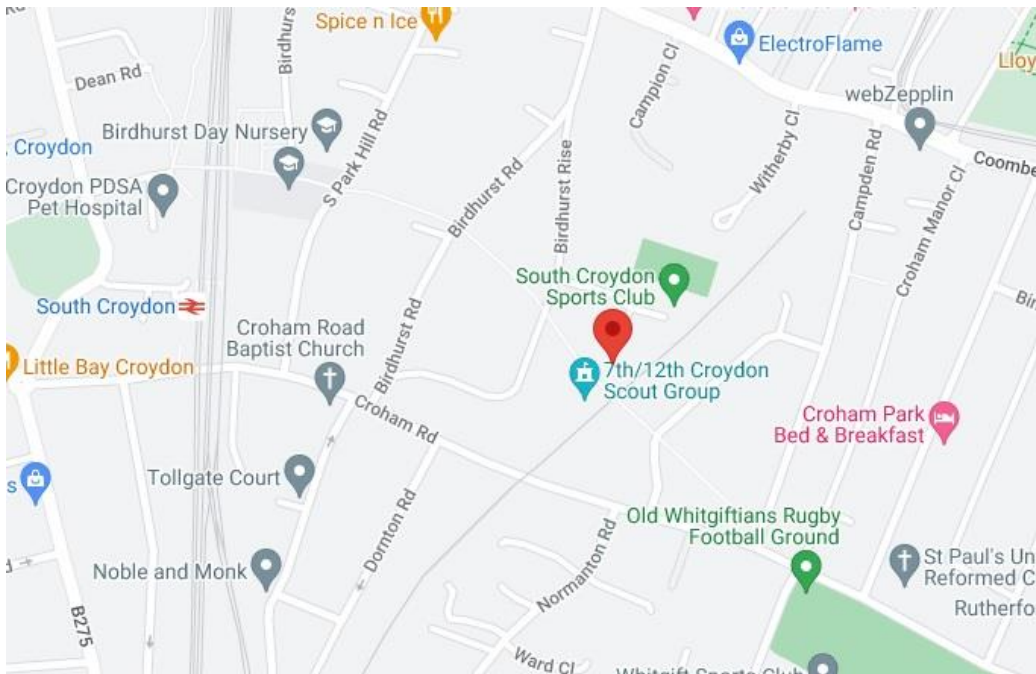 Rd
Spice n Ice
Birdhurs
Campion Cl
ElectroFlame
Lloy
Dean Rd
webZepplin
Birdhurst Day Nursery
S Park Hill Rd
Birdhurst Rd
Birdhurst Rise
Witherby Cl
Campden Rd
Coombe
, Croydon
Croydon PDSA
Pet Hospital
Croham Manor Cl
South Croydon
Sports Club
South Croydon
Croham Road
Baptist Church
Birdhurst Rd
Bir
Little Bay Croydon
7th/12th Croydon
Scout Group
Croham Rd
Croham Park
Bed & Breakfast
Tollgate Court
s
Dornton Rd
Old Whitgiftians Rugby
Football Ground
Noble and Monk
Normanton Rd
St Paul's Un
Reformed C
Rutherfo
d
B275
Ward Cl
Whitgift Sports Club